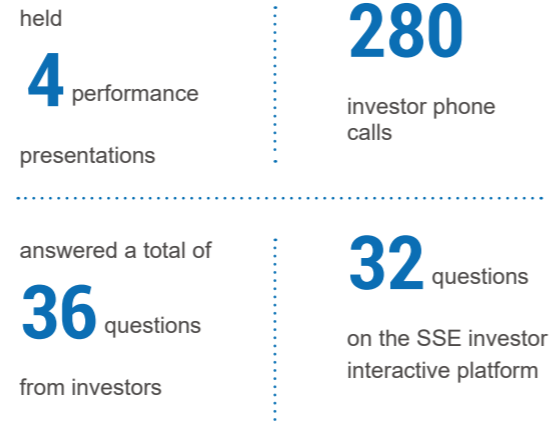 held
4 performance
presentations
280
investor phone
calls
answered a total of
36 questions
from investors
32 questions
on the SSE investor
interactive platform